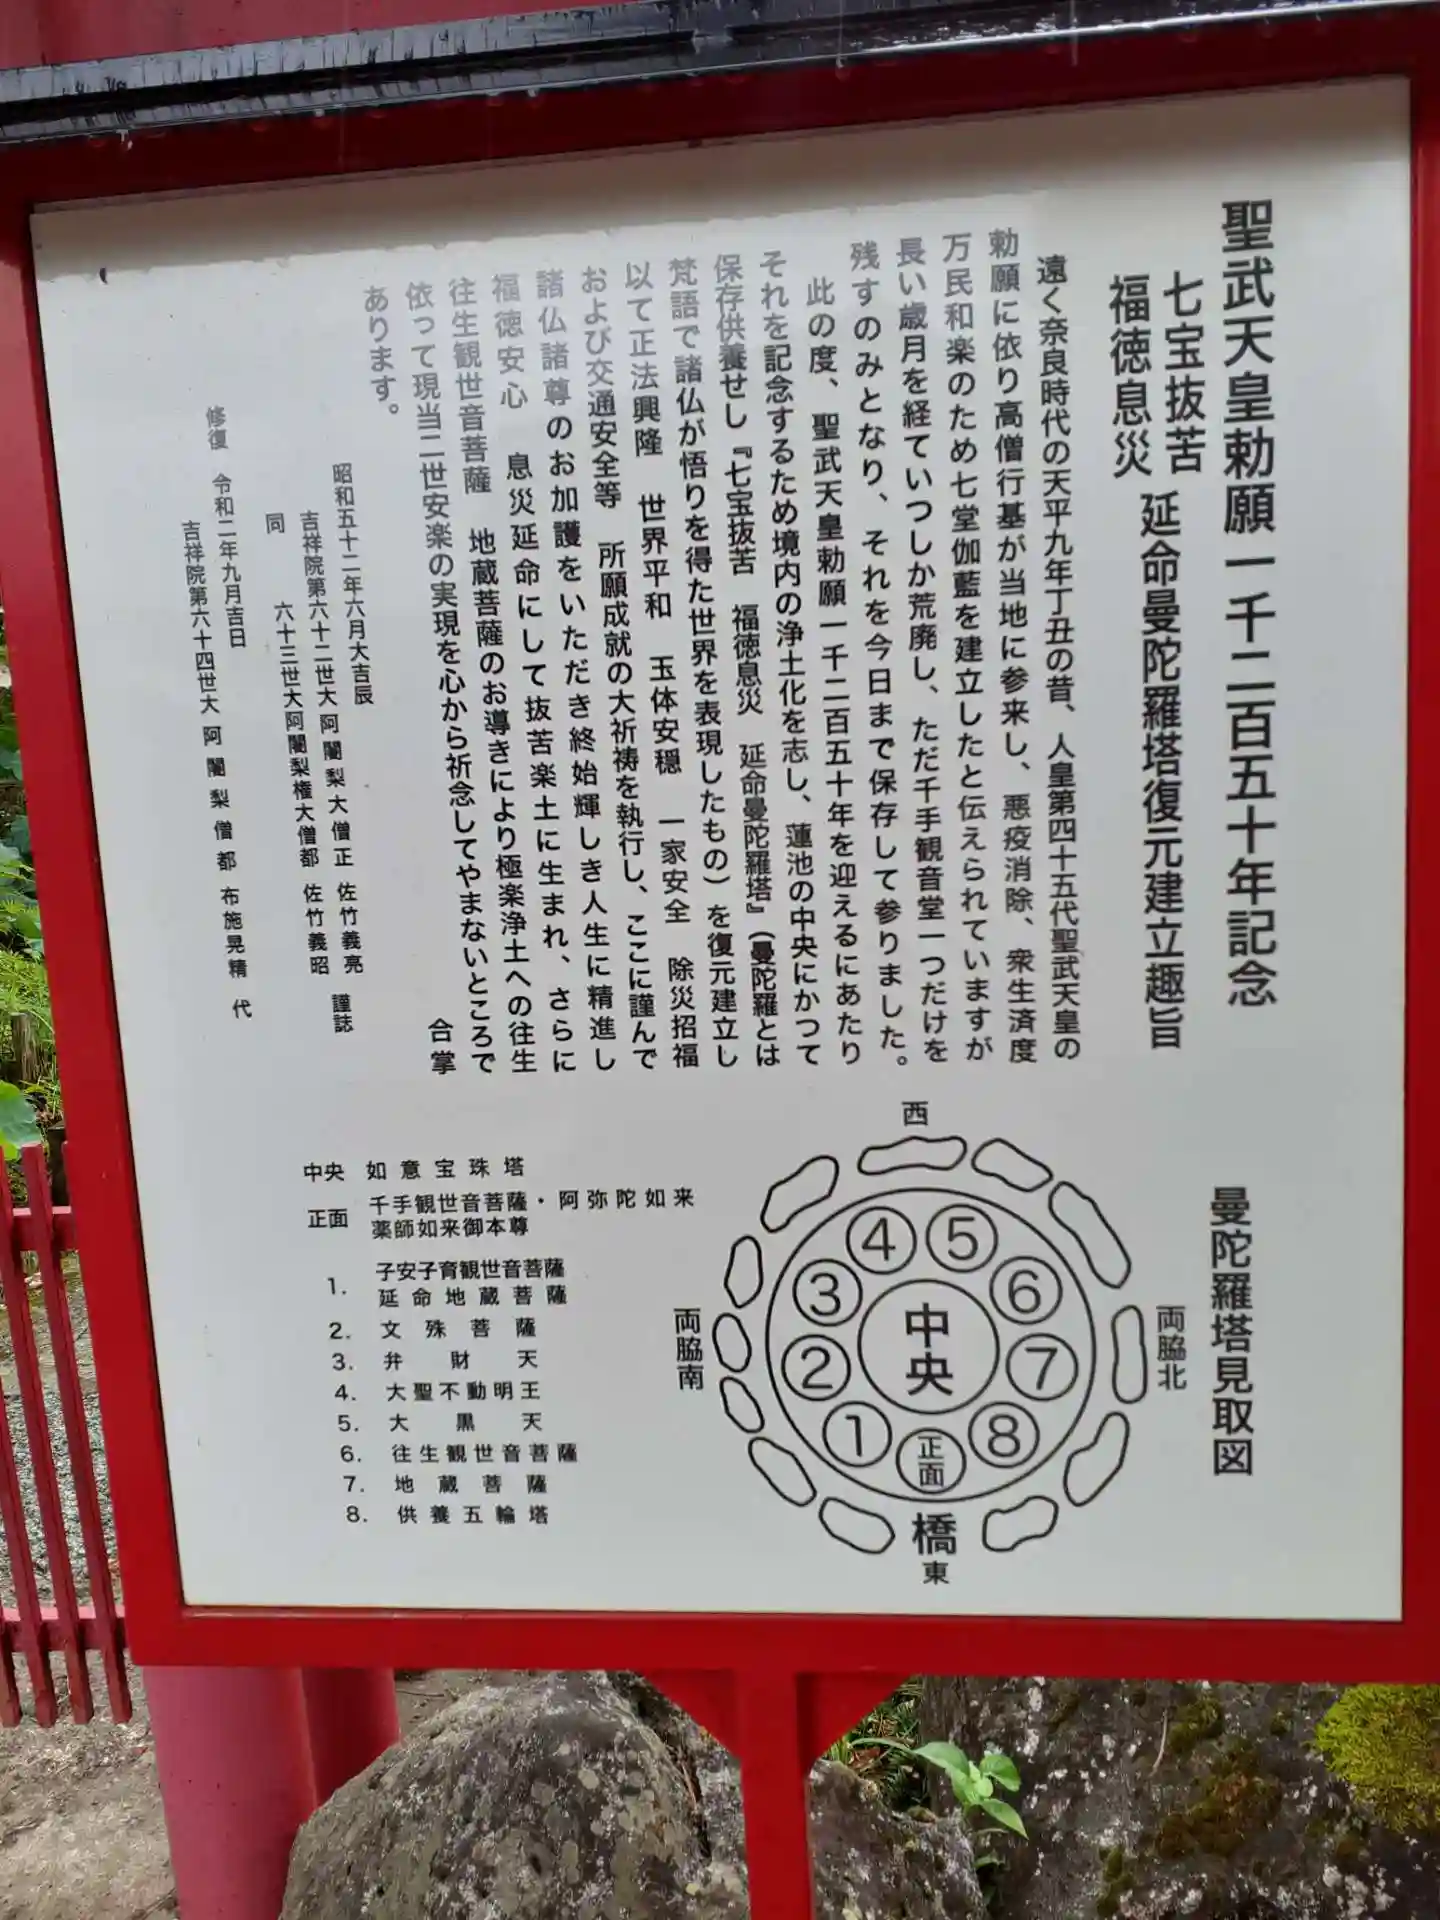 聖武天皇勅願一千二百五十年記念
七宝抜苦
福徳息災
延命曼陀羅塔復元建立趣旨
遠く奈良時代の天平九年丁丑の昔、人皇第四十五代聖武天皇の
勅願に依り高僧行基が当地に参来し、悪疫消除、衆生済度
万民和楽のため七堂伽藍を建立したと伝えられていますが
長い歳月を経ていつしか荒廃し、ただ千手観音堂一つだけを
残すのみとなり、それを今日まで保存して参りました。
此の度、聖武天皇勅願一千二百五十年を迎えるにあたり
それを記念するため境内の浄土化を志し、蓮池の中央にかつて
保存供養せし『七宝抜苦 福徳息災 延命曼陀羅塔』(曼陀羅とは
梵語で諸仏が悟りを得た世界を表現したもの)を復元建立し
以て正法興隆 世界平和 玉体安穏 一家安全 除災招福
および交通安全等 所願成就の大祈祷を執行し、ここに謹んで
諸仏諸尊のお加護をいただき終始輝しき人生に精進し
福徳安心 息災延命にして抜苦楽土に生まれ、さらに
往生観世音菩薩 地蔵菩薩のお導きにより極楽浄土への往生
依って現当二世安楽の実現を心から祈念してやまないところで
あります。
合掌
昭和五十二年六月大吉辰
吉祥院第六十二世大阿闍梨大僧正 佐竹義亮 謹誌
同 六十三世大阿闍梨権大僧都 佐竹義昭
修復 令和二年九月吉日
吉祥院第六十四世大阿闍梨僧都 布施晃精 代
曼陀羅塔見取図
西
両脇南
両脇北
4
5
3
6
中央
2
7
1
8
正面
橋
東
中央 如意宝珠塔
正面 千手観世音菩薩・阿弥陀如来
薬師如来御本尊
1. 子安子育観世音菩薩
延命地蔵菩薩
2. 文殊菩薩
3. 弁財天
4. 大聖不動明王
5. 大黒天
6. 往生観世音菩薩
7. 地蔵菩薩
8. 供養五輪塔